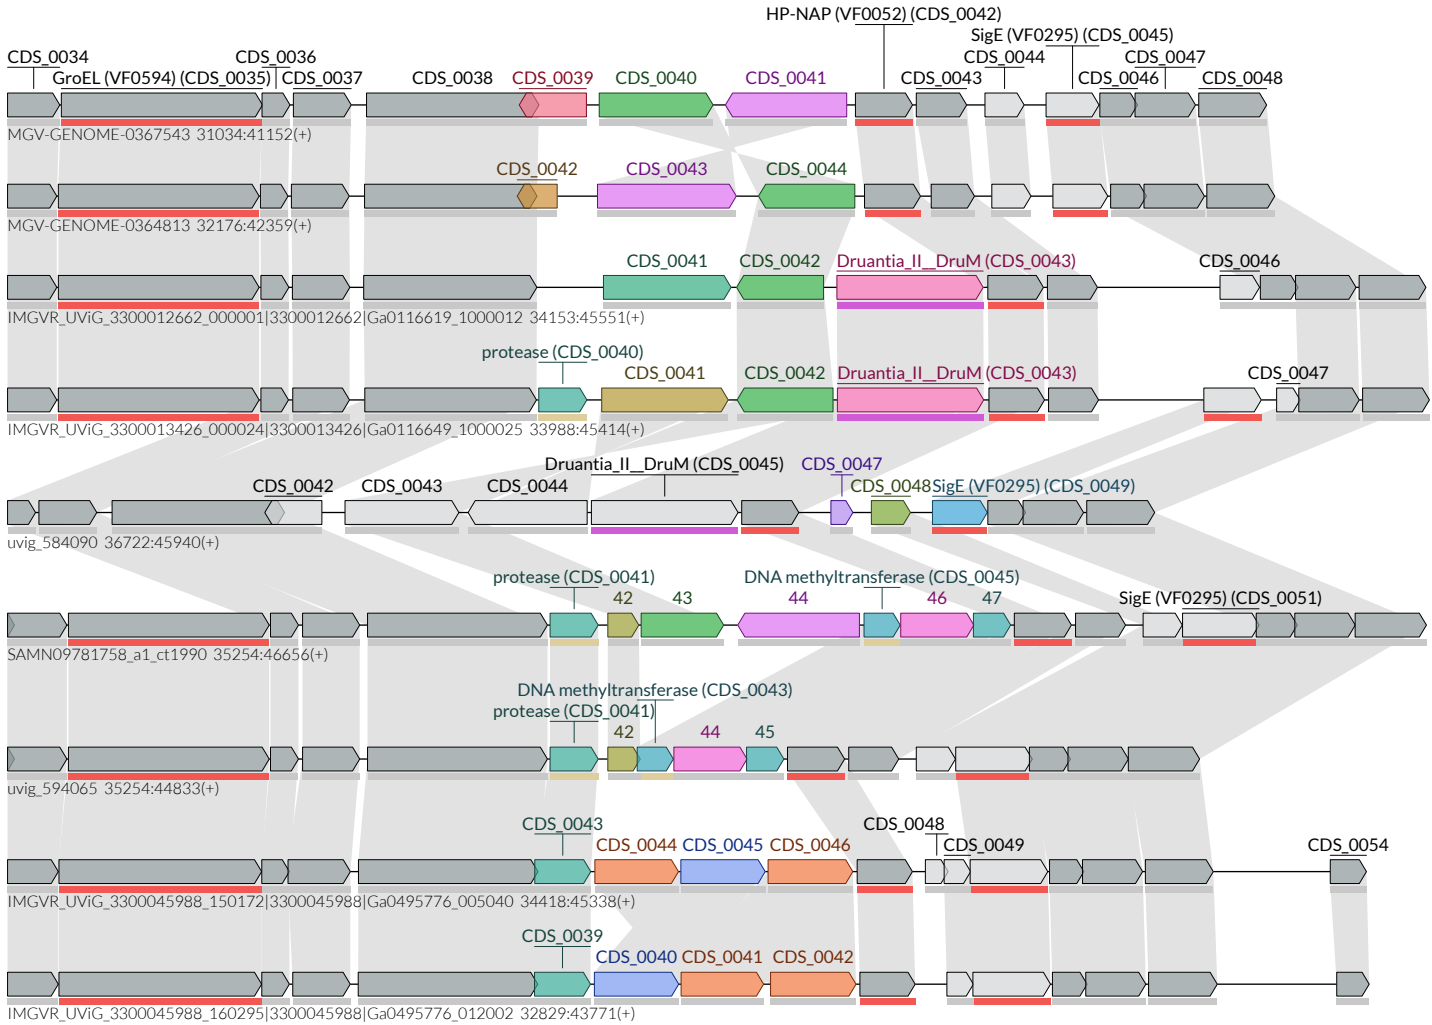 HP-NAP (VF0052) (CDS_0042)
SigE (VF0295) (CDS_0045)
CDS_0034 CDS_0036 CDS_0044 CDS_0047
GroEL (VF0594) (CDS_0035) CDS_0037 CDS_0038 CDS_0039 CDS_0040 CDS_0041 CDS_0043 CDS_0046 CDS_0048
MGV-GENOME-0367543 31034:41152(+)
CDS_0042 CDS_0043 CDS_0044
MGV-GENOME-0364813 32176:42359(+)
CDS_0041 CDS_0042 Druantia_II__DruM (CDS_0043) CDS_0046
IMGVR_UViG_3300012662_000001|3300012662|Ga0116619_1000012 34153:45551(+)
protease (CDS_0040)
CDS_0041 CDS_0042 Druantia_II__DruM (CDS_0043) CDS_0047
IMGVR_UViG_3300013426_000024|3300013426|Ga0116649_1000025 33988:45414(+)
Druantia_II__DruM (CDS_0045) CDS_0047
CDS_0042 CDS_0043 CDS_0044 CDS_0048 SigE (VF0295) (CDS_0049)
uvig_584090 36722:45940(+)
protease (CDS_0041) DNA methyltransferase (CDS_0045)
42 43 44 46 47 SigE (VF0295) (CDS_0051)
SAMN09781758_a1_ct1990 35254:46656(+)
DNA methyltransferase (CDS_0043)
protease (CDS_0041)
42 44 45
uvig_594065 35254:44833(+)
CDS_0043 CDS_0048
CDS_0044 CDS_0045 CDS_0046 CDS_0049 CDS_0054
IMGVR_UViG_3300045988_150172|3300045988|Ga0495776_005040 34418:45338(+)
CDS_0039
CDS_0040 CDS_0041 CDS_0042
IMGVR_UViG_3300045988_160295|3300045988|Ga0495776_012002 32829:43771(+)